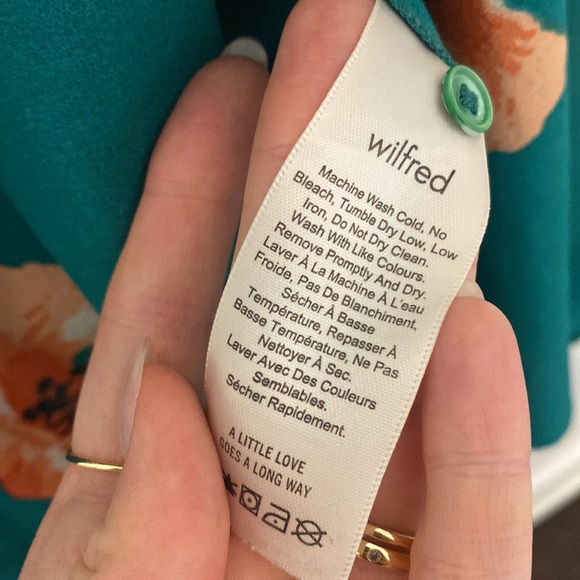 wilfred
Machine Wash Cold, No
Bleach, Tumble Dry Low, Low
Iron, Do Not Dry Clean.
Wash With Like Colours.
Remove Promptly And Dry.
Laver À La Machine À L'eau
Froide, Pas De Blanchiment,
Sécher À Basse
Température, Repasser À
Basse Température, Ne Pas
Nettoyer À Sec.
Laver Avec Des Couleurs
Semblables.
Sécher Rapidement.
A LITTLE LOVE
GOES A LONG WAY